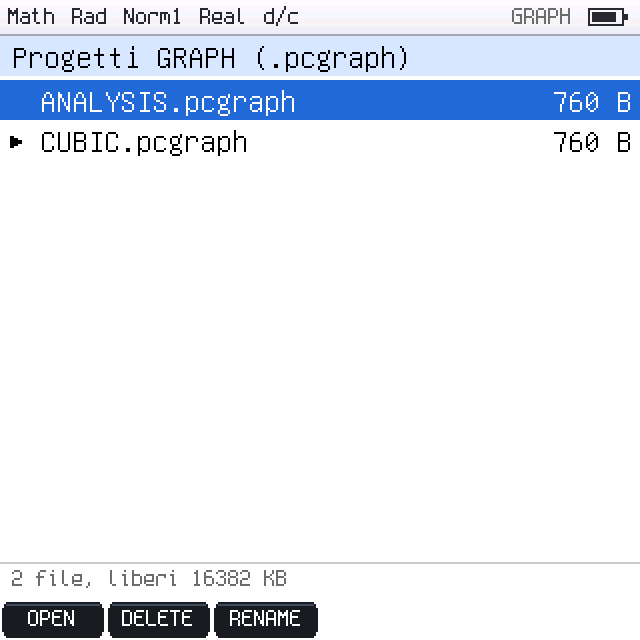 Math Rad Norm1 Real d/c GRAPH
Progetti GRAPH (.pcgraph)
ANALYSIS.pcgraph 760 B
► CUBIC.pcgraph 760 B
2 file, liberi 16382 KB
OPEN DELETE RENAME